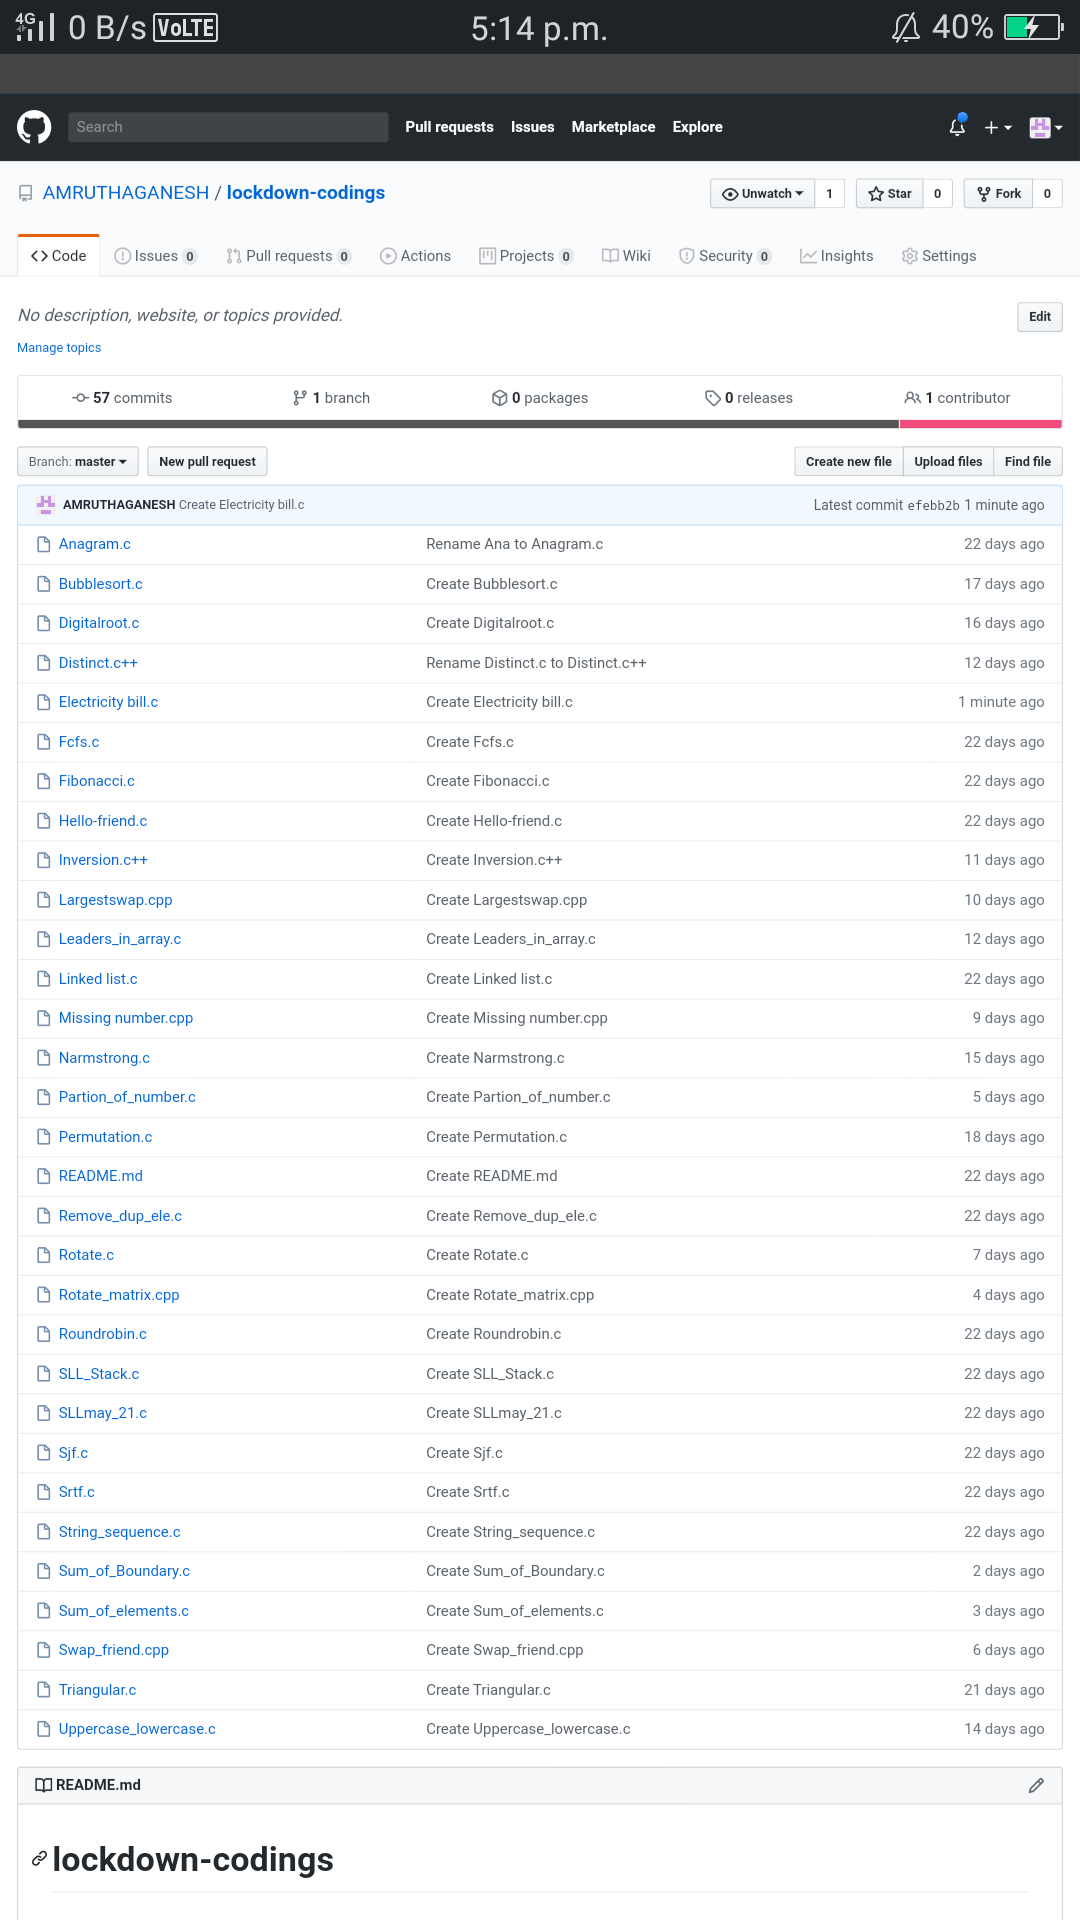 4G 0 B/s VoLTE 5:14 p.m. 40%
Search Pull requests Issues Marketplace Explore
AMRUTHAGANESH / lockdown-codings Unwatch 1 Star 0 Fork 0
Code Issues 0 Pull requests 0 Actions Projects 0 Wiki Security 0 Insights Settings
No description, website, or topics provided. Edit
Manage topics
57 commits 1 branch 0 packages 0 releases 1 contributor
Branch: master New pull request Create new file Upload files Find file
AMRUTHAGANESH Create Electricity bill.c Latest commit efebb2b 1 minute ago
Anagram.c Rename Ana to Anagram.c 22 days ago
Bubblesort.c Create Bubblesort.c 17 days ago
Digitalroot.c Create Digitalroot.c 16 days ago
Distinct.c++ Rename Distinct.c to Distinct.c++ 12 days ago
Electricity bill.c Create Electricity bill.c 1 minute ago
Fcfs.c Create Fcfs.c 22 days ago
Fibonacci.c Create Fibonacci.c 22 days ago
Hello-friend.c Create Hello-friend.c 22 days ago
Inversion.c++ Create Inversion.c++ 11 days ago
Largestswap.cpp Create Largestswap.cpp 10 days ago
Leaders_in_array.c Create Leaders_in_array.c 12 days ago
Linked list.c Create Linked list.c 22 days ago
Missing number.cpp Create Missing number.cpp 9 days ago
Narmstrong.c Create Narmstrong.c 15 days ago
Partion_of_number.c Create Partion_of_number.c 5 days ago
Permutation.c Create Permutation.c 18 days ago
README.md Create README.md 22 days ago
Remove_dup_ele.c Create Remove_dup_ele.c 22 days ago
Rotate.c Create Rotate.c 7 days ago
Rotate_matrix.cpp Create Rotate_matrix.cpp 4 days ago
Roundrobin.c Create Roundrobin.c 22 days ago
SLL_Stack.c Create SLL_Stack.c 22 days ago
SLLmay_21.c Create SLLmay_21.c 22 days ago
Sjf.c Create Sjf.c 22 days ago
Srtf.c Create Srtf.c 22 days ago
String_sequence.c Create String_sequence.c 22 days ago
Sum_of_Boundary.c Create Sum_of_Boundary.c 2 days ago
Sum_of_elements.c Create Sum_of_elements.c 3 days ago
Swap_friend.cpp Create Swap_friend.cpp 6 days ago
Triangular.c Create Triangular.c 21 days ago
Uppercase_lowercase.c Create Uppercase_lowercase.c 14 days ago
README.md
lockdown-codings